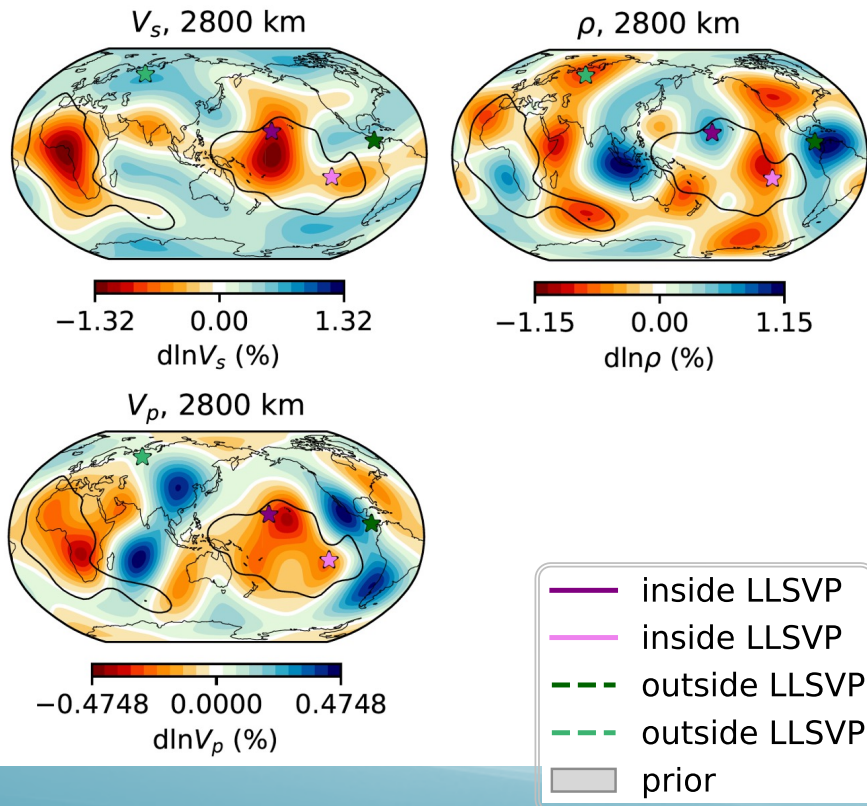 Vs, 2800 km
ρ, 2800 km
−1.32 0.00 1.32
dlnVs (%)
−1.15 0.00 1.15
dlnρ (%)
Vp, 2800 km
−0.4748 0.0000 0.4748
dlnVp (%)
inside LLSVP
inside LLSVP
outside LLSVP
outside LLSVP
prior